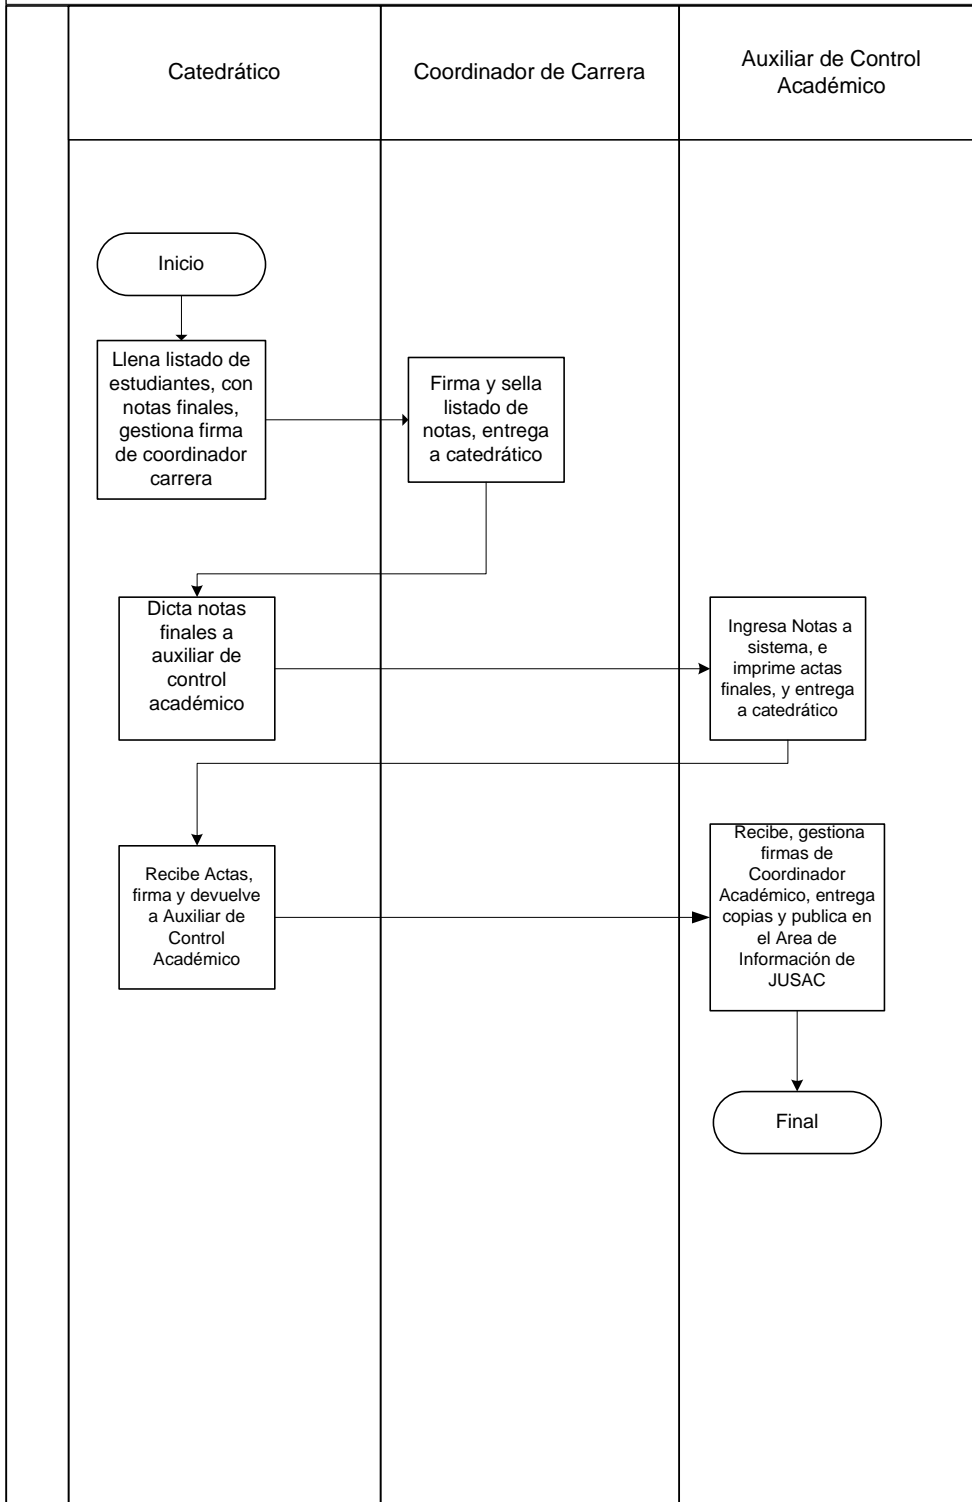 Catedrático
Coordinador de Carrera
Auxiliar de Control
Académico
Inicio
Llena listado de
estudiantes, con
notas finales,
gestiona firma
de coordinador
carrera
Firma y sella
listado de
notas, entrega
a catedrático
Dicta notas
finales a
auxiliar de
control
académico
Ingresa Notas a
sistema, e
imprime actas
finales, y entrega
a catedrático
Recibe Actas,
firma y devuelve
a Auxiliar de
Control
Académico
Recibe, gestiona
firmas de
Coordinador
Académico, entrega
copias y publica en
el Area de
Información de
JUSAC
Final